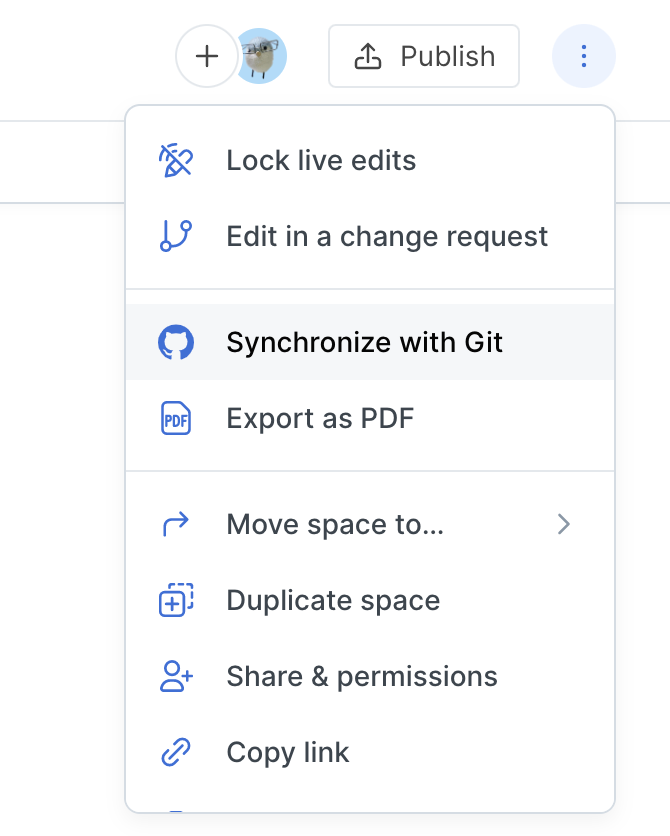 Publish
Lock live edits
Edit in a change request
Synchronize with Git
PDF
Export as PDF
Move space to...
Duplicate space
Share & permissions
Copy link